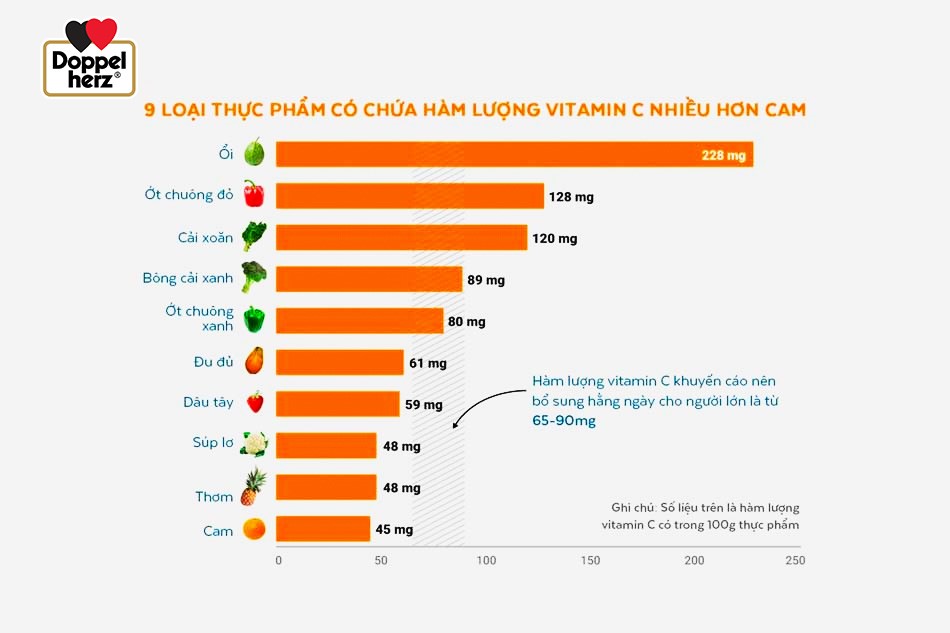 Doppel
herz®
9 LOẠI THỰC PHẨM CÓ CHỨA HÀM LƯỢNG VITAMIN C NHIỀU HƠN CAM
Ổi
228 mg
Ớt chuông đỏ
128 mg
Cải xoăn
120 mg
Bông cải xanh
89 mg
Ớt chuông
xanh
80 mg
Đu đủ
61 mg
Dâu tây
59 mg
Súp lơ
48 mg
Thơm
48 mg
Cam
45 mg
Hàm lượng vitamin C khuyến cáo nên
bổ sung hằng ngày cho người lớn là từ
65-90mg
Ghi chú: Số liệu trên là hàm lượng
vitamin C có trong 100g thực phẩm
0 50 100 150 200 250